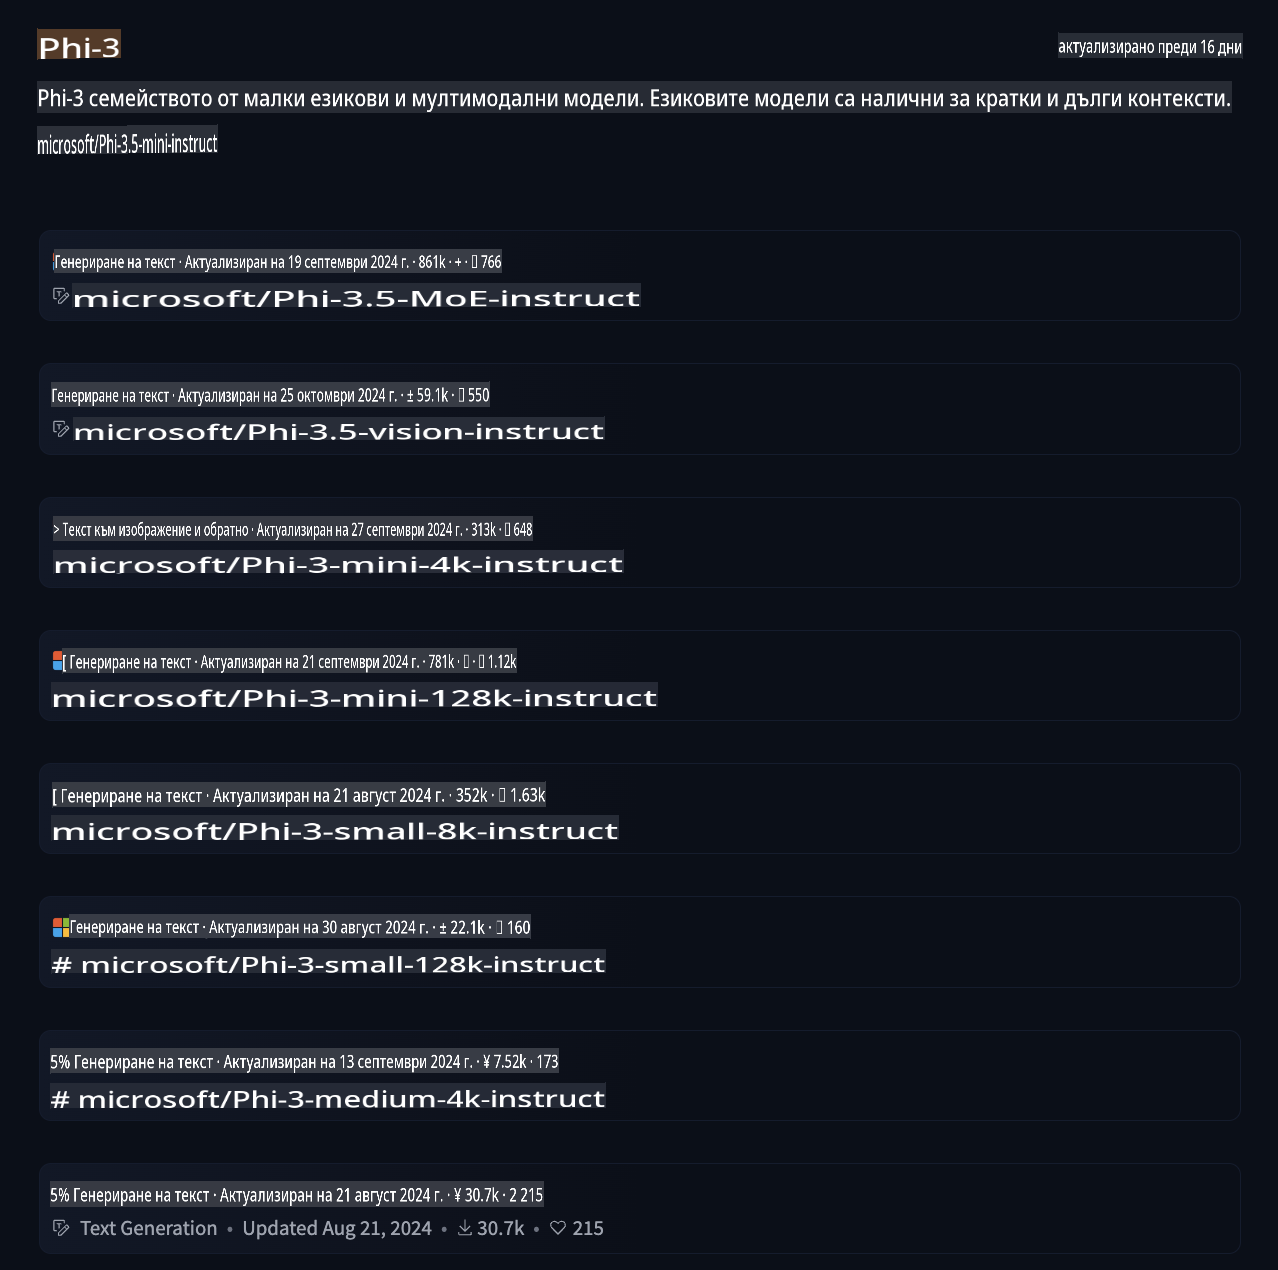 Phi-3
актуализирано преди 16 дни
Phi-3 семейството от малки езикови и мултимодални модели. Езиковите модели са налични за кратки и дълги контексти.
microsoft/Phi-3.5-mini-instruct
Генериране на текст · Актуализиран на 19 септември 2024 г. · 861k · + · 766
microsoft/Phi-3.5-MoE-instruct
Генериране на текст · Актуализиран на 25 октомври 2024 г. · ± 59.1k · 550
microsoft/Phi-3.5-vision-instruct
> Текст към изображение и обратно · Актуализиран на 27 септември 2024 г. · 313k · 648
microsoft/Phi-3-mini-4k-instruct
[ Генериране на текст · Актуализиран на 21 септември 2024 г. · 781k · · 1.12k
microsoft/Phi-3-mini-128k-instruct
[ Генериране на текст · Актуализиран на 21 август 2024 г. · 352k · 1.63k
microsoft/Phi-3-small-8k-instruct
Генериране на текст · Актуализиран на 30 август 2024 г. · ± 22.1k · 160
# microsoft/Phi-3-small-128k-instruct
5% Генериране на текст · Актуализиран на 13 септември 2024 г. · ¥ 7.52k · 173
# microsoft/Phi-3-medium-4k-instruct
5% Генериране на текст · Актуализиран на 21 август 2024 г. · ¥ 30.7k · 2 215
Text Generation • Updated Aug 21, 2024 • 30.7k • 215